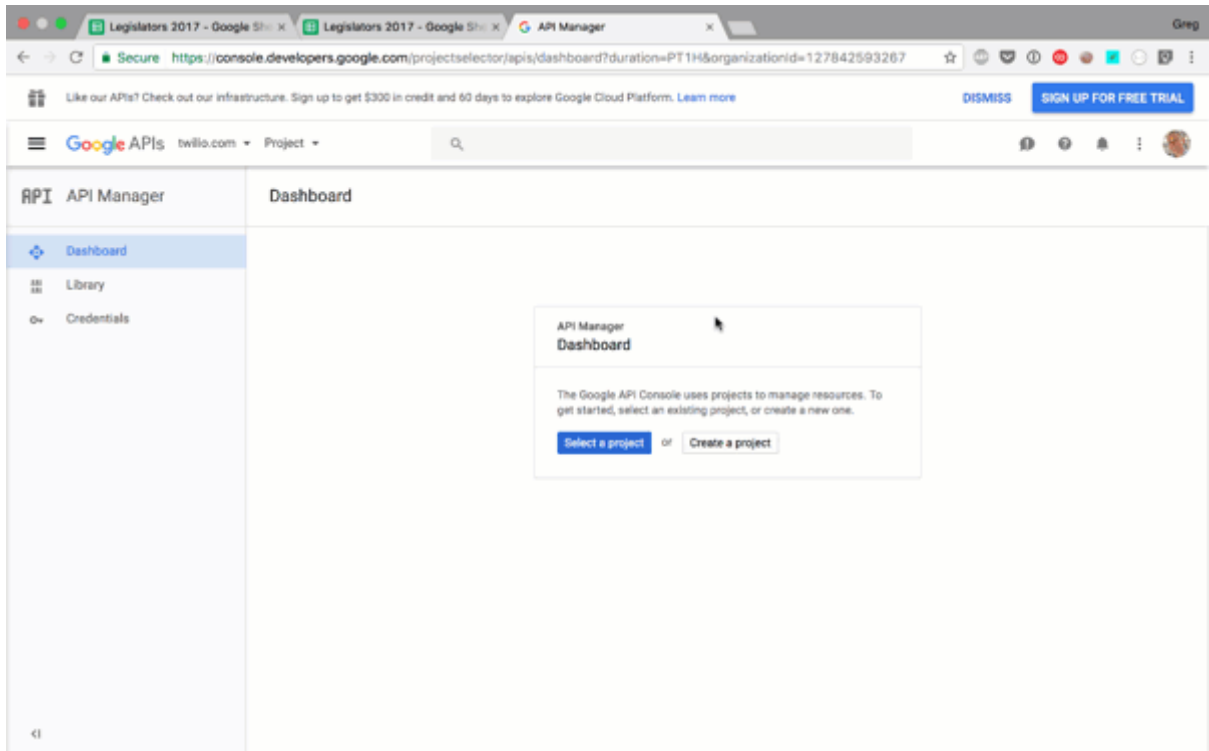 Legislators 2017 - Google She
Legislators 2017 - Google She
API Manager
Greg
Secure https://console.developers.google.com/projectselector/apis/dashboard?duration=PT1H&organizationId=127842593267
Like our APIs? Check out our infrastructure. Sign up to get $300 in credit and 60 days to explore Google Cloud Platform. Learn more
DISMISS
SIGN UP FOR FREE TRIAL
Google APIs twilio.com Project
API API Manager
Dashboard
Dashboard
Library
Credentials
API Manager
Dashboard
The Google API Console uses projects to manage resources. To
get started, select an existing project, or create a new one.
Select a project or Create a project